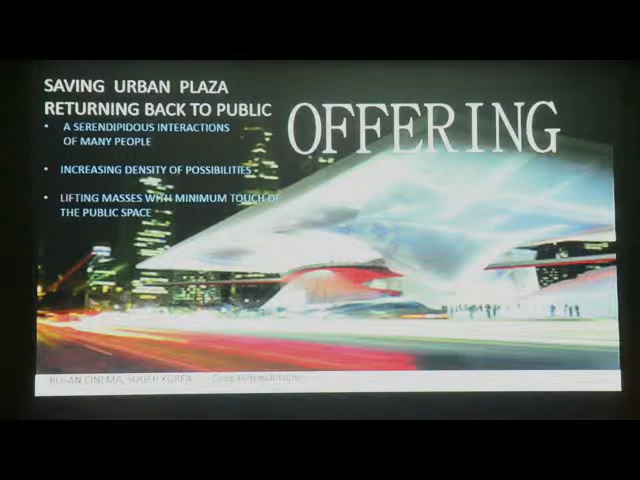 SAVING URBAN PLAZA
RETURNING BACK TO PUBLIC
OFFERING
• A SERENDIPIDOUS INTERACTIONS
OF MANY PEOPLE
• INCREASING DENSITY OF POSSIBILITIES
• LIFTING MASSES WITH MINIMUM TOUCH OF
THE PUBLIC SPACE
BUSAN CINEMA, SOUTH KOREA